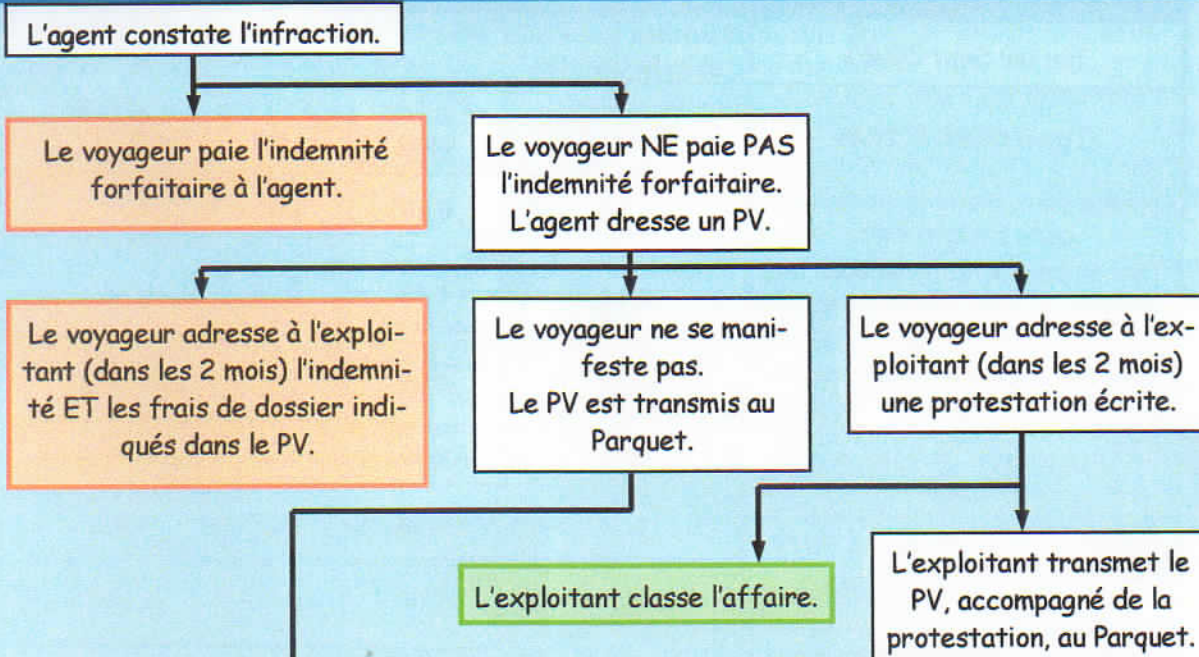 L'agent constate l'infraction.
Le voyageur paie l'indemnité
forfaitaire à l'agent.
Le voyageur NE paie PAS
l'indemnité forfaitaire.
L'agent dresse un PV.
Le voyageur adresse à l'exploi-
tant (dans les 2 mois) l'indemni-
té ET les frais de dossier indi-
qués dans le PV.
Le voyageur ne se mani-
feste pas.
Le PV est transmis au
Parquet.
Le voyageur adresse à l'ex-
ploitant (dans les 2 mois)
une protestation écrite.
L'exploitant classe l'affaire.
L'exploitant transmet le
PV, accompagné de la
protestation, au Parquet.